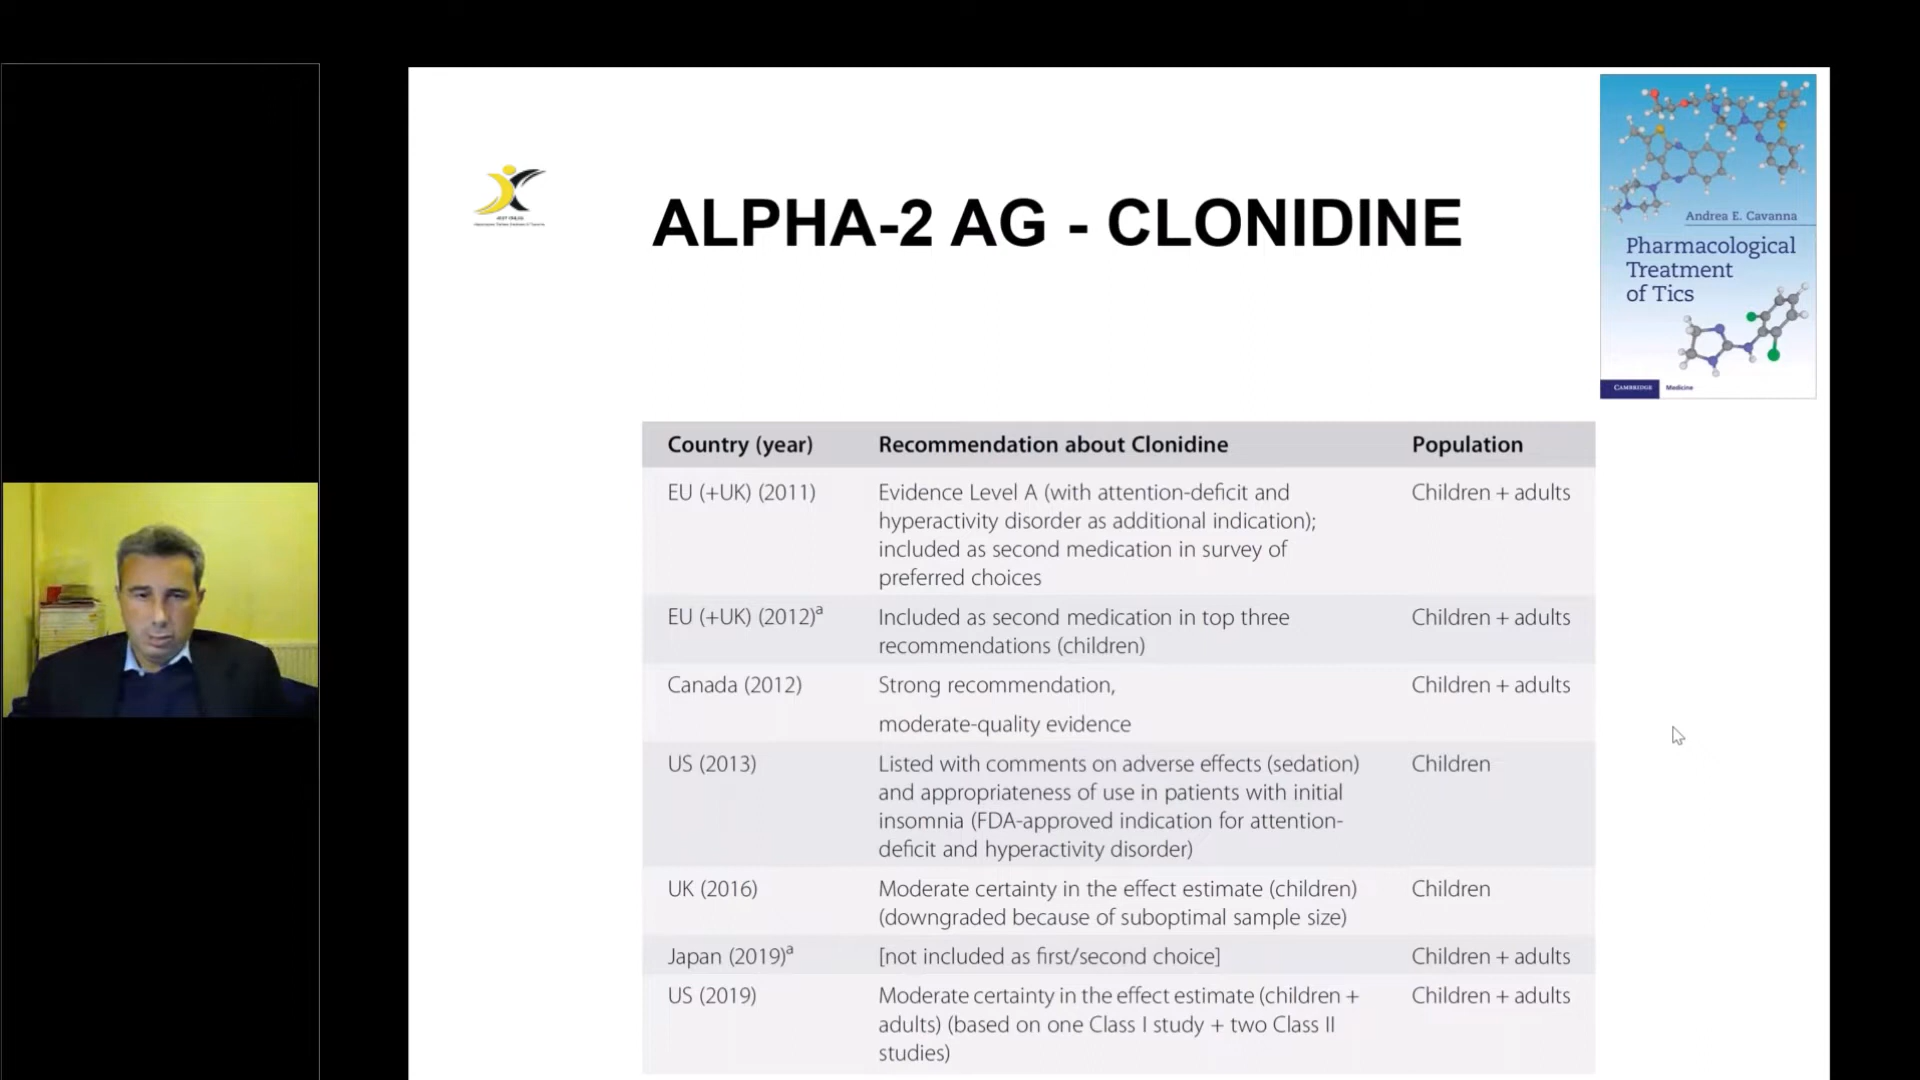 ALPHA-2 AG - CLONIDINE
Andrea E. Cavanna
Pharmacological
Treatment
of Tics
CAMBRIDGE Medicine
Country (year) Recommendation about Clonidine Population
EU (+UK) (2011) Evidence Level A (with attention-deficit and Children + adults
hyperactivity disorder as additional indication);
included as second medication in survey of
preferred choices
EU (+UK) (2012)ᵃ Included as second medication in top three Children + adults
recommendations (children)
Canada (2012) Strong recommendation, Children + adults
moderate-quality evidence
US (2013) Listed with comments on adverse effects (sedation) Children
and appropriateness of use in patients with initial
insomnia (FDA-approved indication for attention-
deficit and hyperactivity disorder)
UK (2016) Moderate certainty in the effect estimate (children) Children
(downgraded because of suboptimal sample size)
Japan (2019)ᵃ [not included as first/second choice] Children + adults
US (2019) Moderate certainty in the effect estimate (children + Children + adults
adults) (based on one Class I study + two Class II
studies)